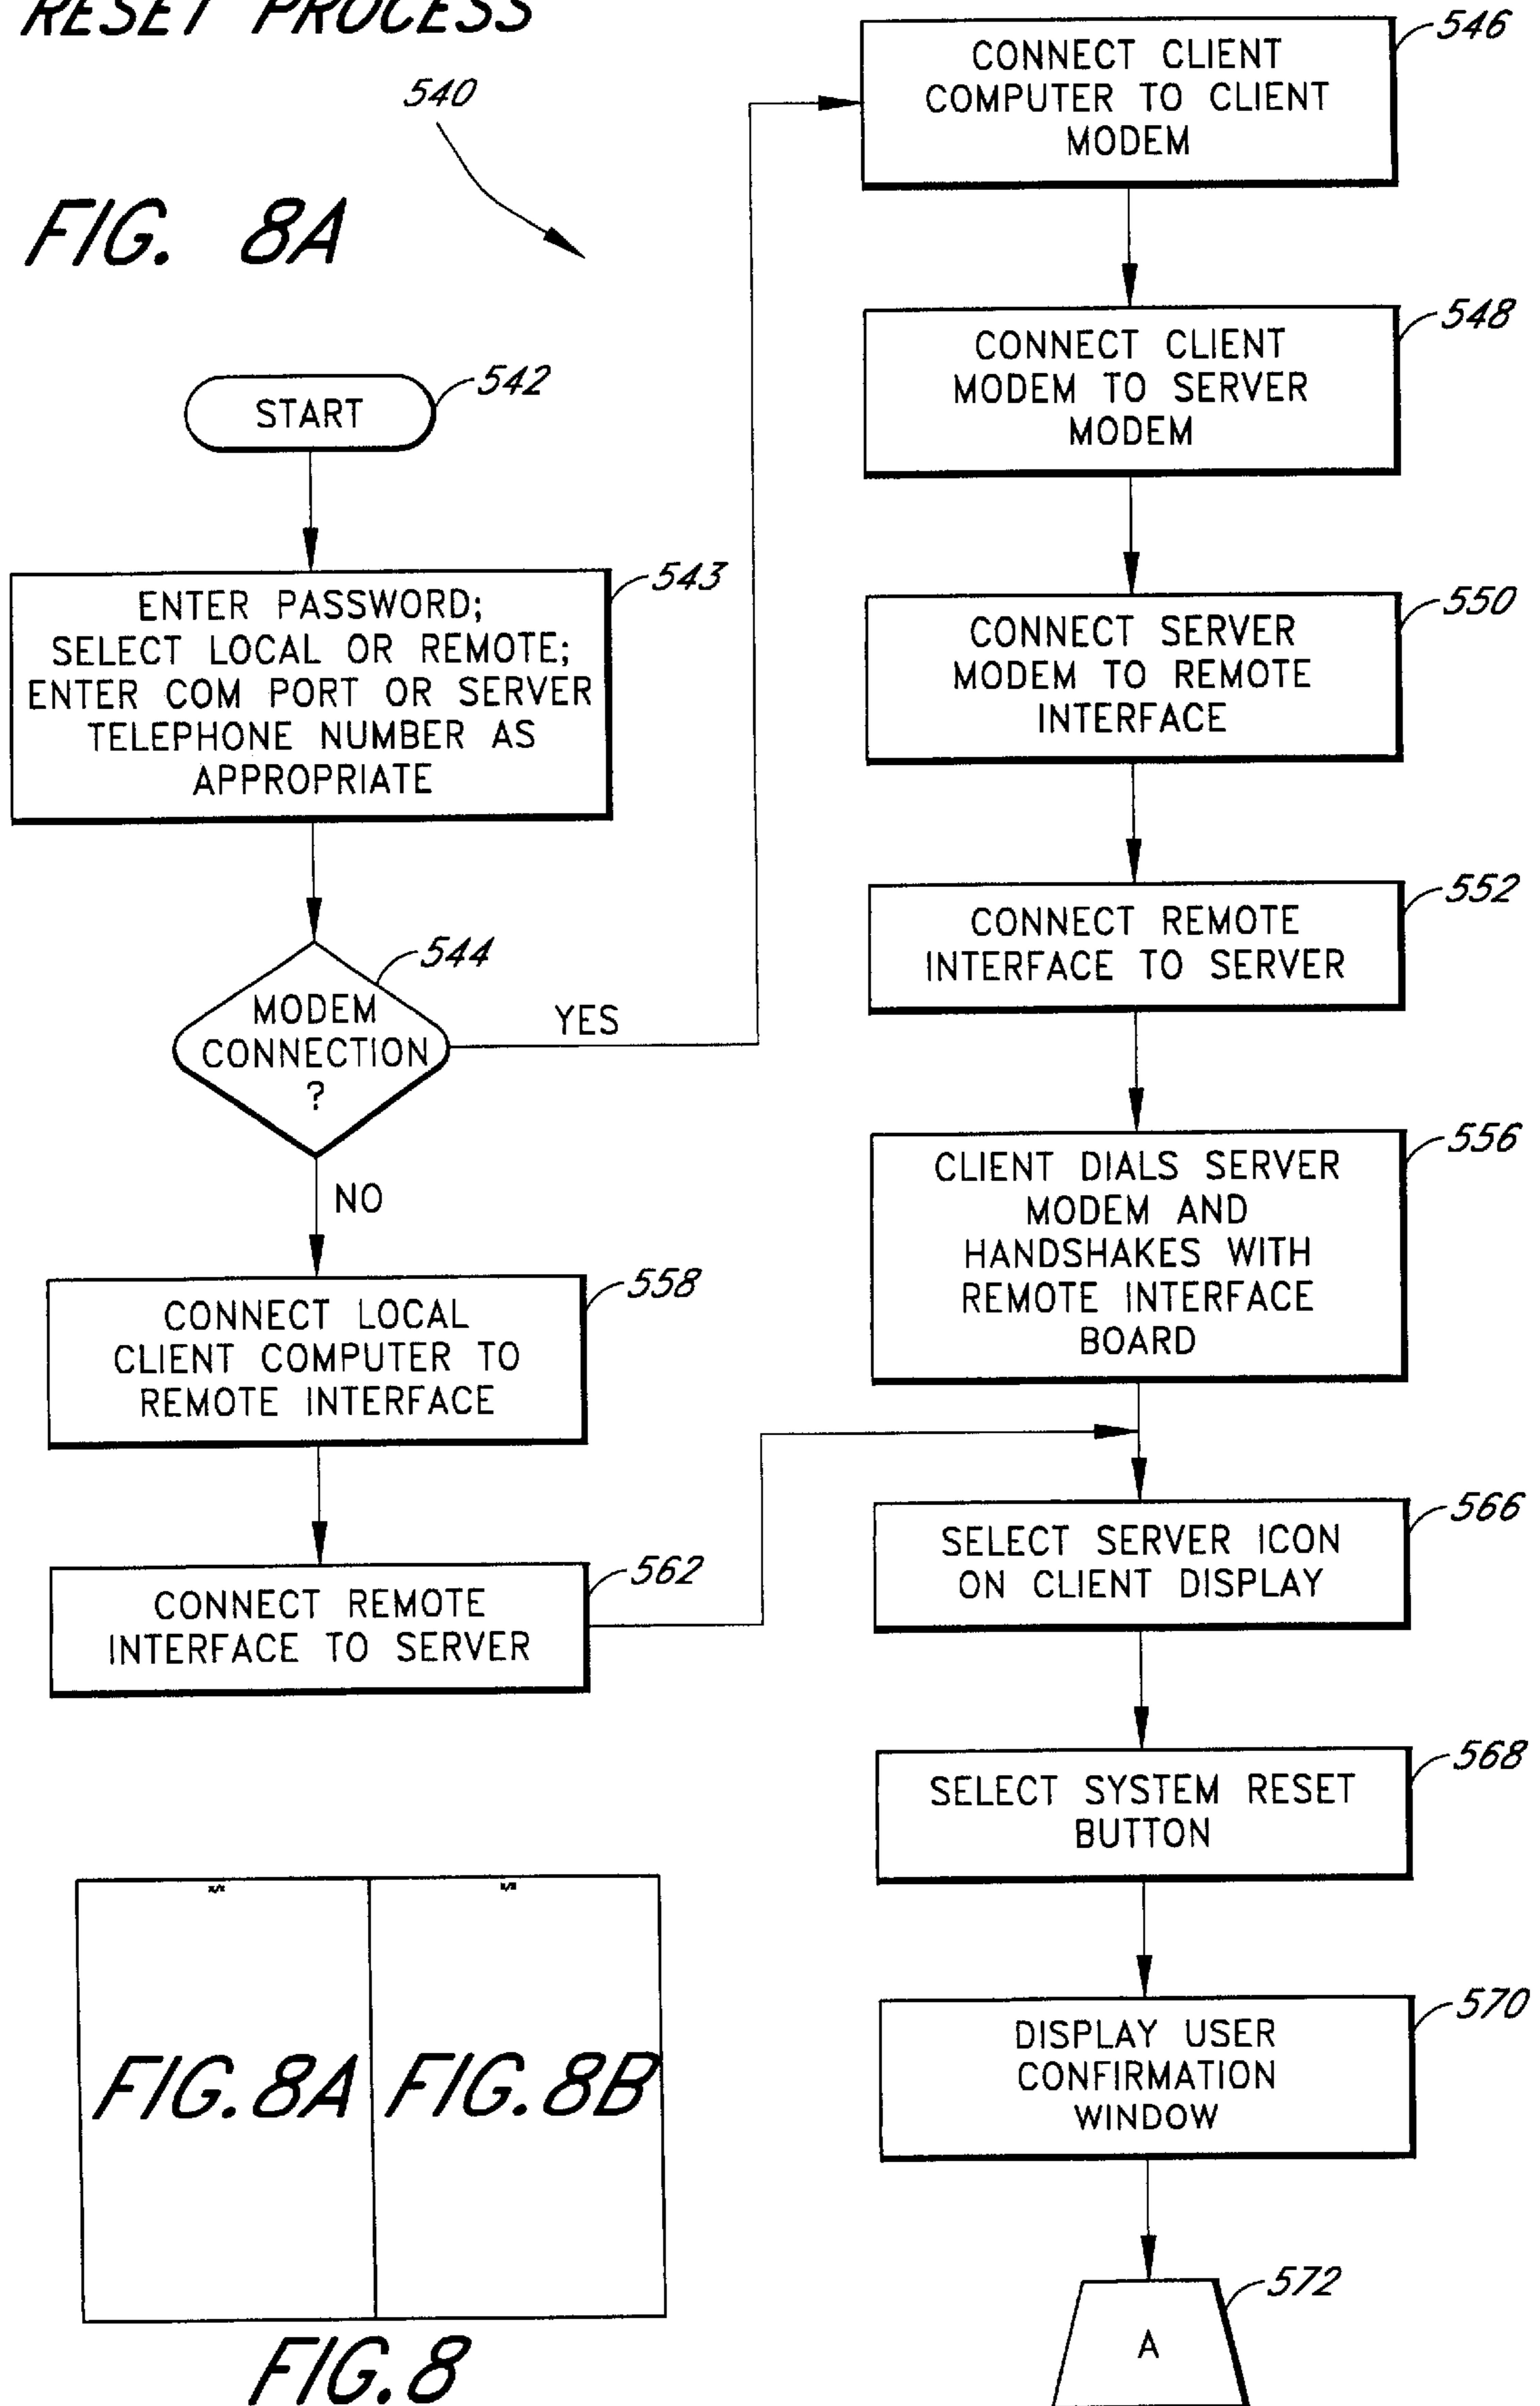 RESET PROCESS
540
FIG. 8A
START
542
ENTER PASSWORD;
SELECT LOCAL OR REMOTE;
ENTER COM PORT OR SERVER
TELEPHONE NUMBER AS
APPROPRIATE
543
MODEM
CONNECTION
?
544
YES
NO
CONNECT LOCAL
CLIENT COMPUTER TO
REMOTE INTERFACE
558
CONNECT REMOTE
INTERFACE TO SERVER
562
CONNECT CLIENT
COMPUTER TO CLIENT
MODEM
546
CONNECT CLIENT
MODEM TO SERVER
MODEM
548
CONNECT SERVER
MODEM TO REMOTE
INTERFACE
550
CONNECT REMOTE
INTERFACE TO SERVER
552
CLIENT DIALS SERVER
MODEM AND
HANDSHAKES WITH
REMOTE INTERFACE
BOARD
556
SELECT SERVER ICON
ON CLIENT DISPLAY
566
SELECT SYSTEM RESET
BUTTON
568
DISPLAY USER
CONFIRMATION
WINDOW
570
A
572
FIG.8A
FIG.8B
FIG.8